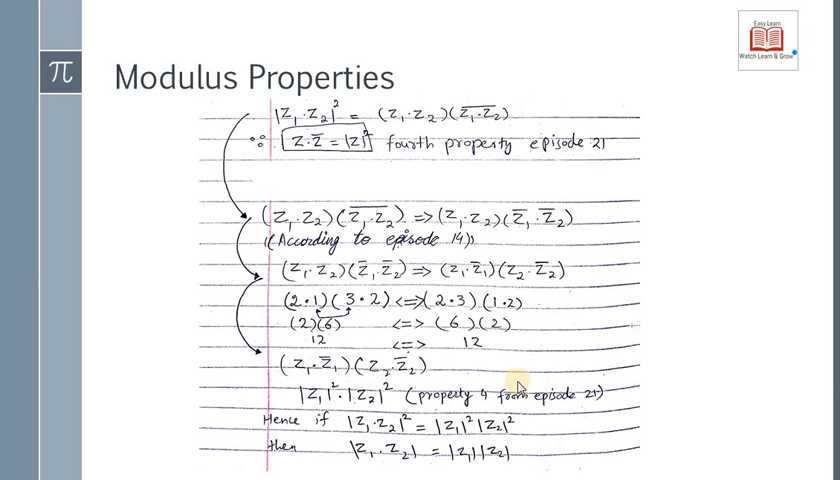 Easy Learn
Watch Learn & Grow
π
Modulus Properties
|Z₁·Z₂|² = (Z₁·Z₂)(\overline{Z₁·Z₂})
∵ Z·Z̄ = |Z|² fourth property episode 21
(Z₁·Z₂)(\overline{Z₁·Z₂}) => (Z₁·Z₂)(Z̄₁·Z̄₂)
((According to episode 19))
(Z₁·Z₂)(Z̄₁·Z̄₂) => (Z₁·Z̄₁)(Z₂·Z̄₂)
(2·1)(3·2) <=> (2·3)(1·2)
(2)(6) <=> (6)(2)
12 <=> 12
(Z₁·Z̄₁)(Z₂·Z̄₂)
|Z₁|²·|Z₂|² (property 4 from episode 21)
Hence if |Z₁·Z₂|² = |Z₁|²|Z₂|²
then |Z₁·Z₂| = |Z₁||Z₂|